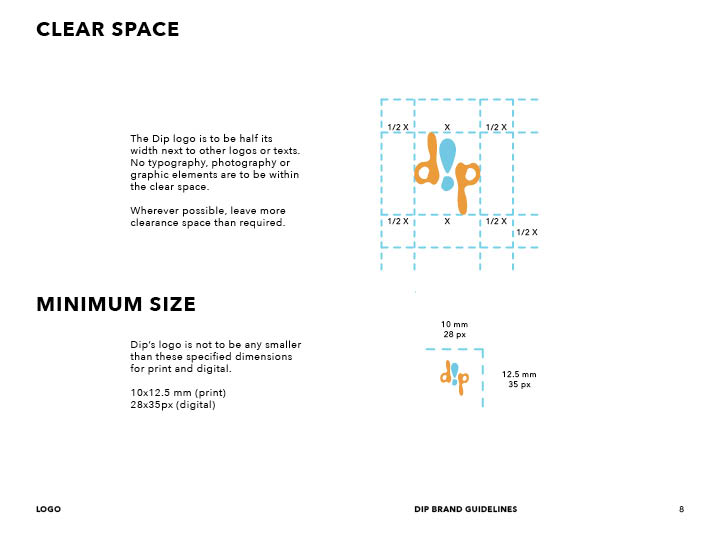 CLEAR SPACE
The Dip logo is to be half its
width next to other logos or texts.
No typography, photography or
graphic elements are to be within
the clear space.
Wherever possible, leave more
clearance space than required.
1/2 X
X
1/2 X
d!p
1/2 X
X
1/2 X
1/2 X
MINIMUM SIZE
Dip's logo is not to be any smaller
than these specified dimensions
for print and digital.
10x12.5 mm (print)
28x35px (digital)
10 mm
28 px
d!p
12.5 mm
35 px
LOGO
DIP BRAND GUIDELINES
8